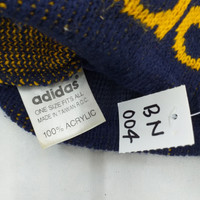 adidas
ONE SIZE FITS ALL
MADE IN TAIWAN R.O.C.
100% ACRYLIC
BN
004